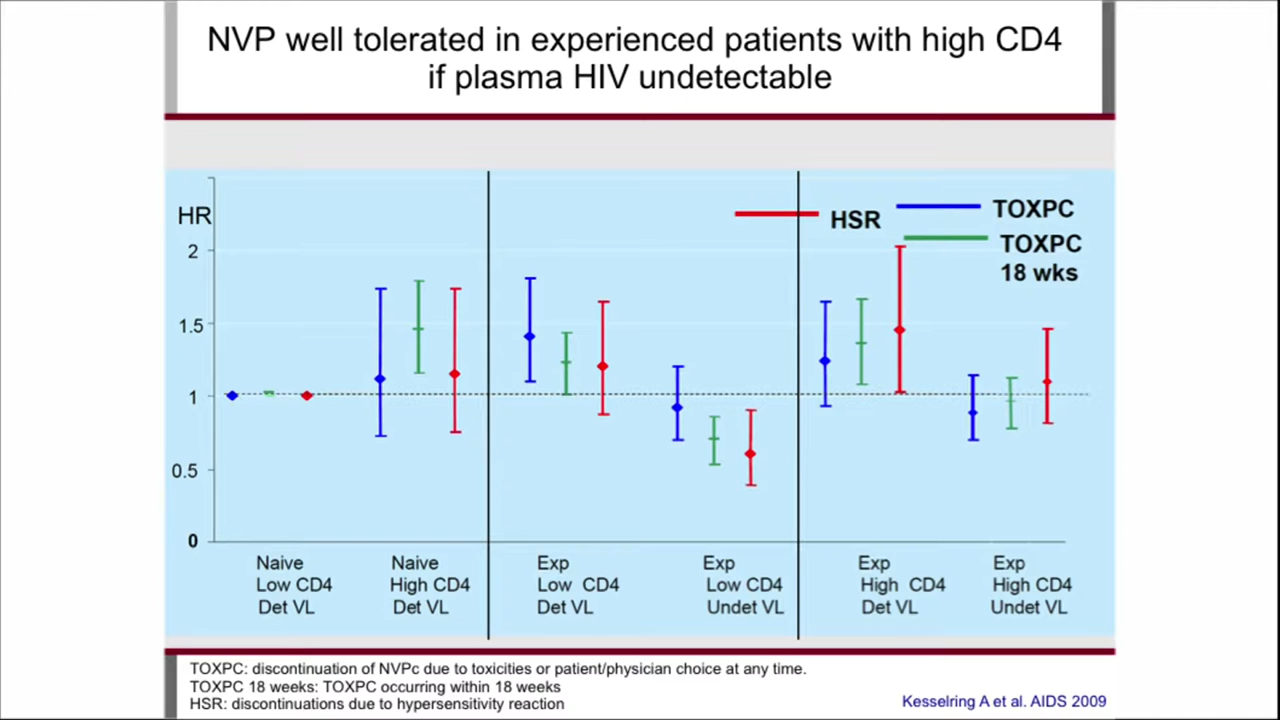 NVP well tolerated in experienced patients with high CD4
if plasma HIV undetectable
HR
2
1.5
1
0.5
0
HSR
TOXPC
TOXPC
18 wks
Naive
Low CD4
Det VL
Naive
High CD4
Det VL
Exp
Low CD4
Det VL
Exp
Low CD4
Undet VL
Exp
High CD4
Det VL
Exp
High CD4
Undet VL
TOXPC: discontinuation of NVPc due to toxicities or patient/physician choice at any time.
TOXPC 18 weeks: TOXPC occurring within 18 weeks
HSR: discontinuations due to hypersensitivity reaction
Kesselring A et al. AIDS 2009